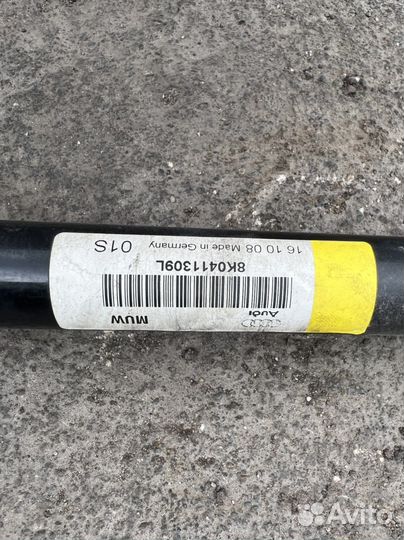 Audi MUW
8K0411309L
16 10 08 Made in Germany 01S
Avito